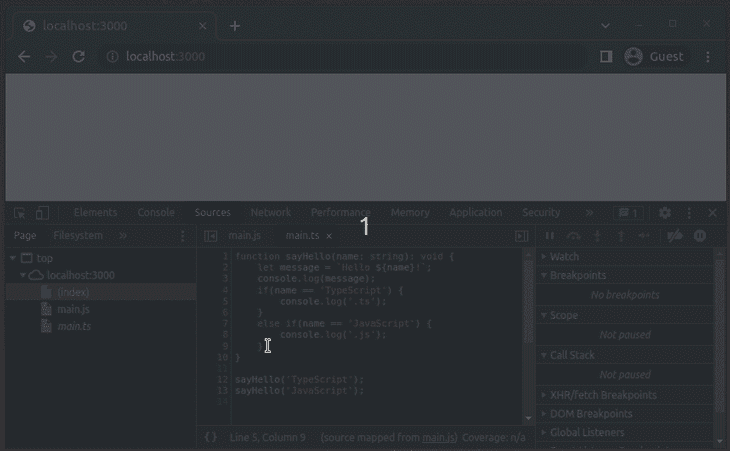 localhost:3000
localhost:3000
Guest
Elements Console Sources Performance Memory Application Security » 1
1
Page Filesystem »
main.js main.ts
top
localhost:3000
(index)
main.js
main.ts
1 function sayHello(name: string): void {
2 let message = `Hello ${name}!`;
3 console.log(message);
4 if(name == 'TypeScript') {
5 console.log('.ts');
6 }
7 else if(name == 'JavaScript') {
8 console.log('.js');
9 }
10 }
11
12 sayHello('TypeScript');
13 sayHello('JavaScript');
14
{} Line 5, Column 9 (source mapped from main.js) Coverage: n/a
Watch
Breakpoints
No breakpoints
Scope
Not paused
Call Stack
Not paused
XHR/fetch Breakpoints
DOM Breakpoints
Global Listeners